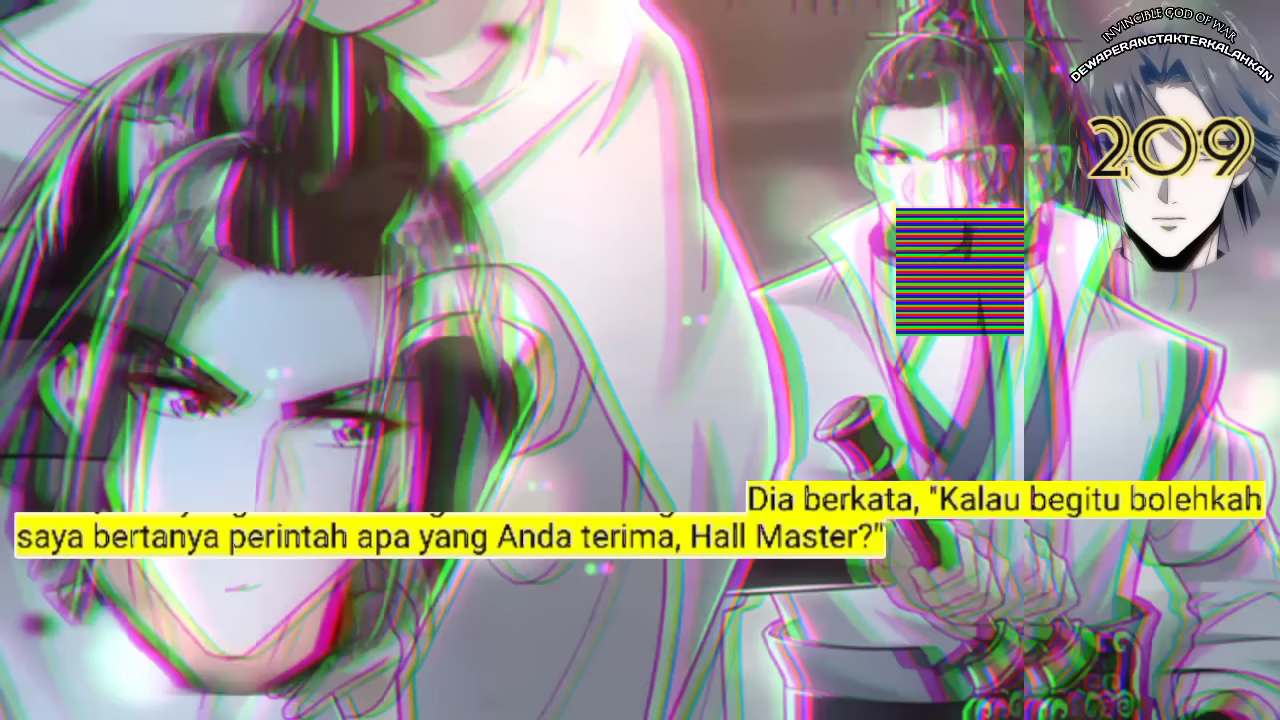 INVINCIBLE GOD OF WAR
DEWAPERANGTAKTERKALAHKAN
209
Dia berkata, "Kalau begitu bolehkah
saya bertanya perintah apa yang Anda terima, Hall Master?"